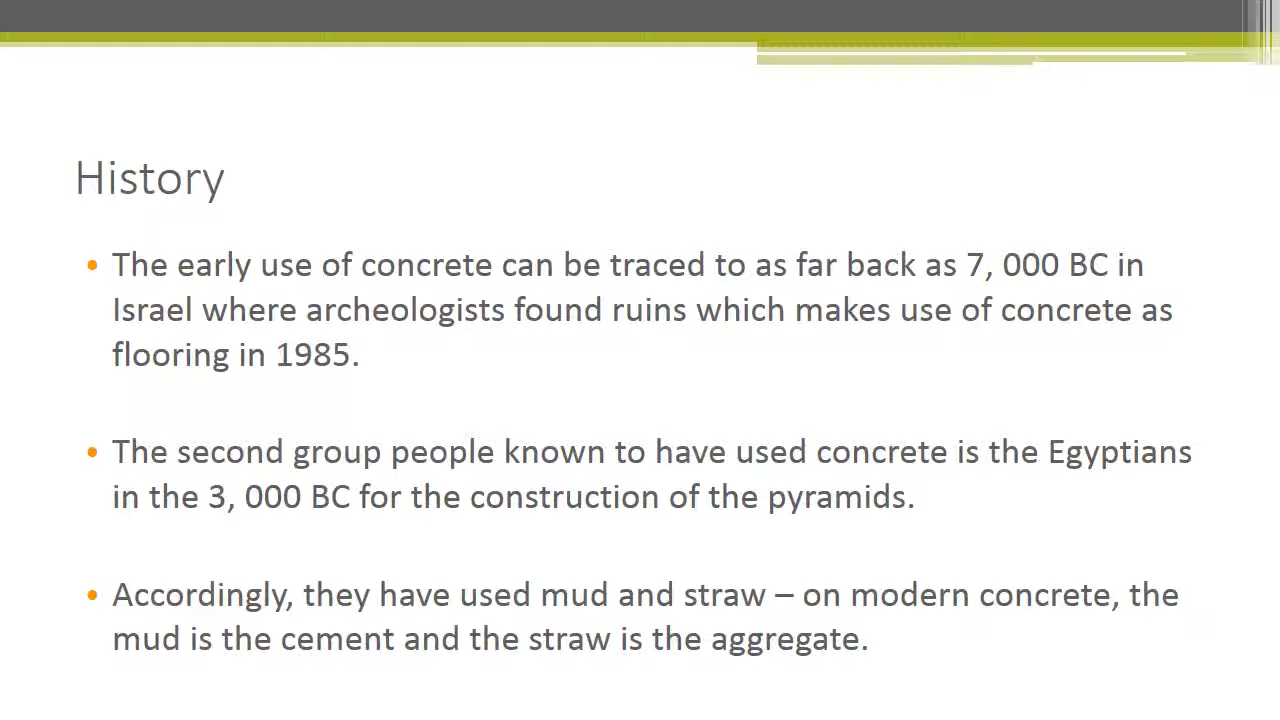 History
• The early use of concrete can be traced to as far back as 7, 000 BC in
Israel where archeologists found ruins which makes use of concrete as
flooring in 1985.
• The second group people known to have used concrete is the Egyptians
in the 3, 000 BC for the construction of the pyramids.
• Accordingly, they have used mud and straw – on modern concrete, the
mud is the cement and the straw is the aggregate.